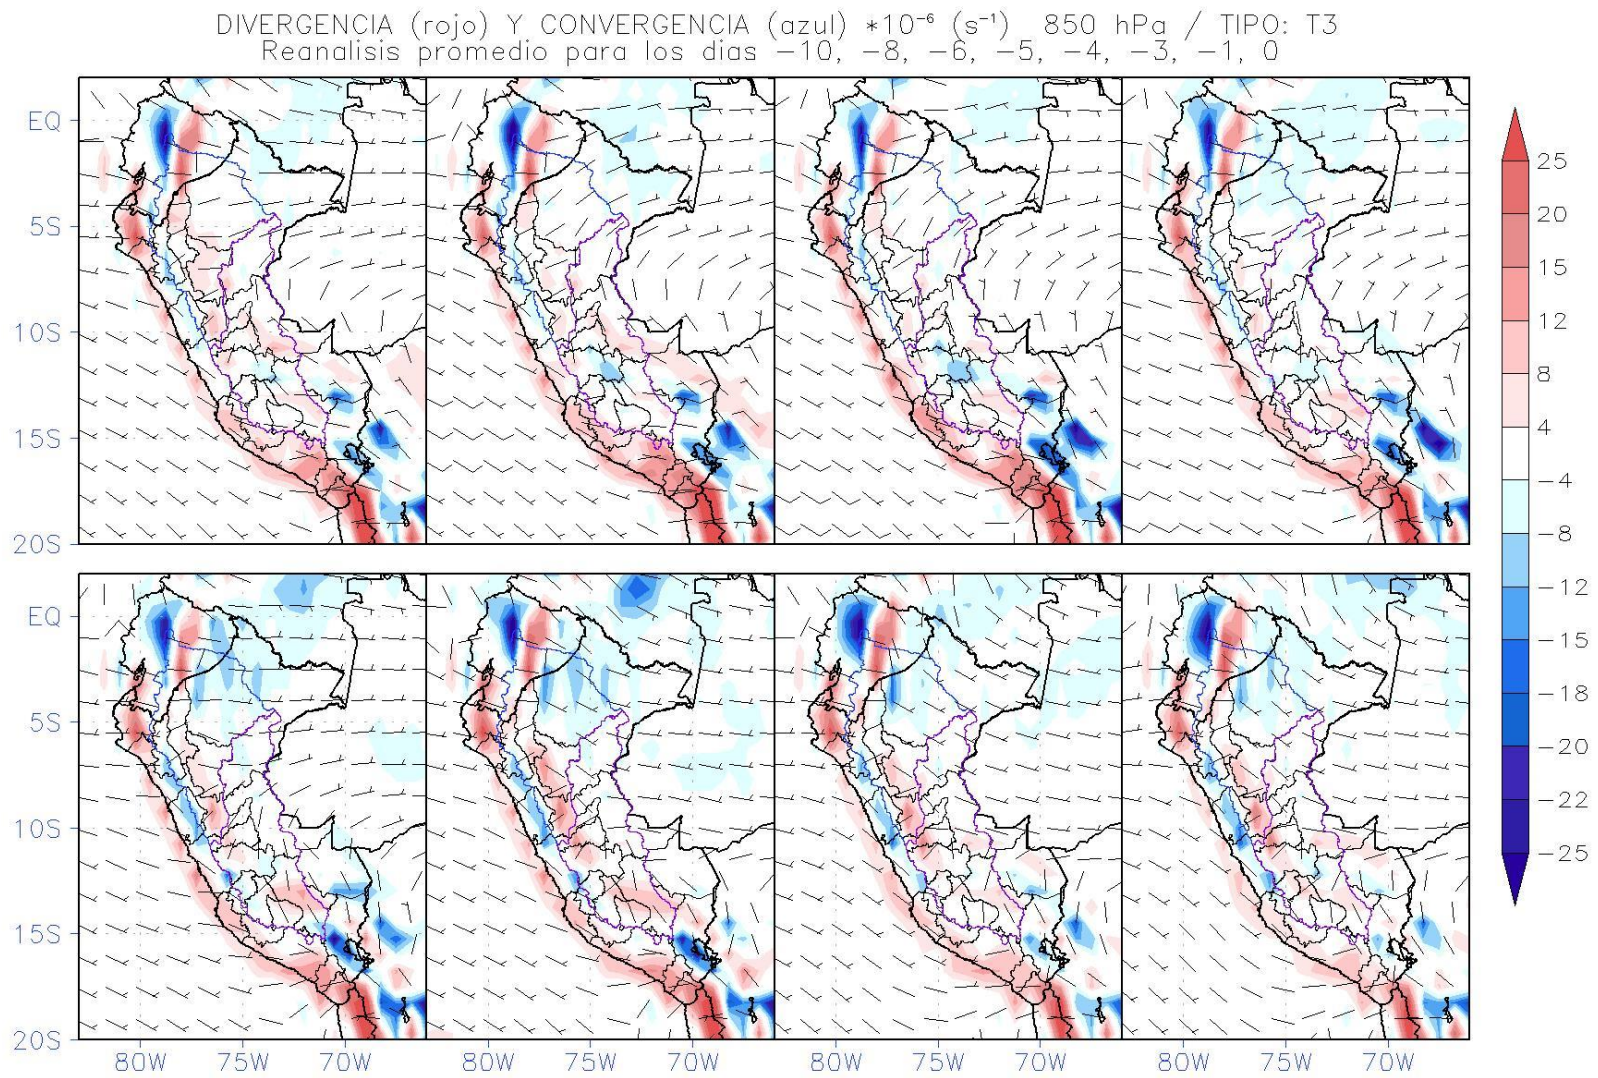 DIVERGENCIA (rojo) Y CONVERGENCIA (azul) *10⁻⁶ (s⁻¹) 850 hPa / TIPO: T3
Reanalisis promedio para los dias −10, −8, −6, −5, −4, −3, −1, 0
EQ
5S
10S
15S
20S
EQ
5S
10S
15S
20S
80W 75W 70W 80W 75W 70W 80W 75W 70W 80W 75W 70W
25
20
15
12
8
4
−4
−8
−12
−15
−18
−20
−22
−25